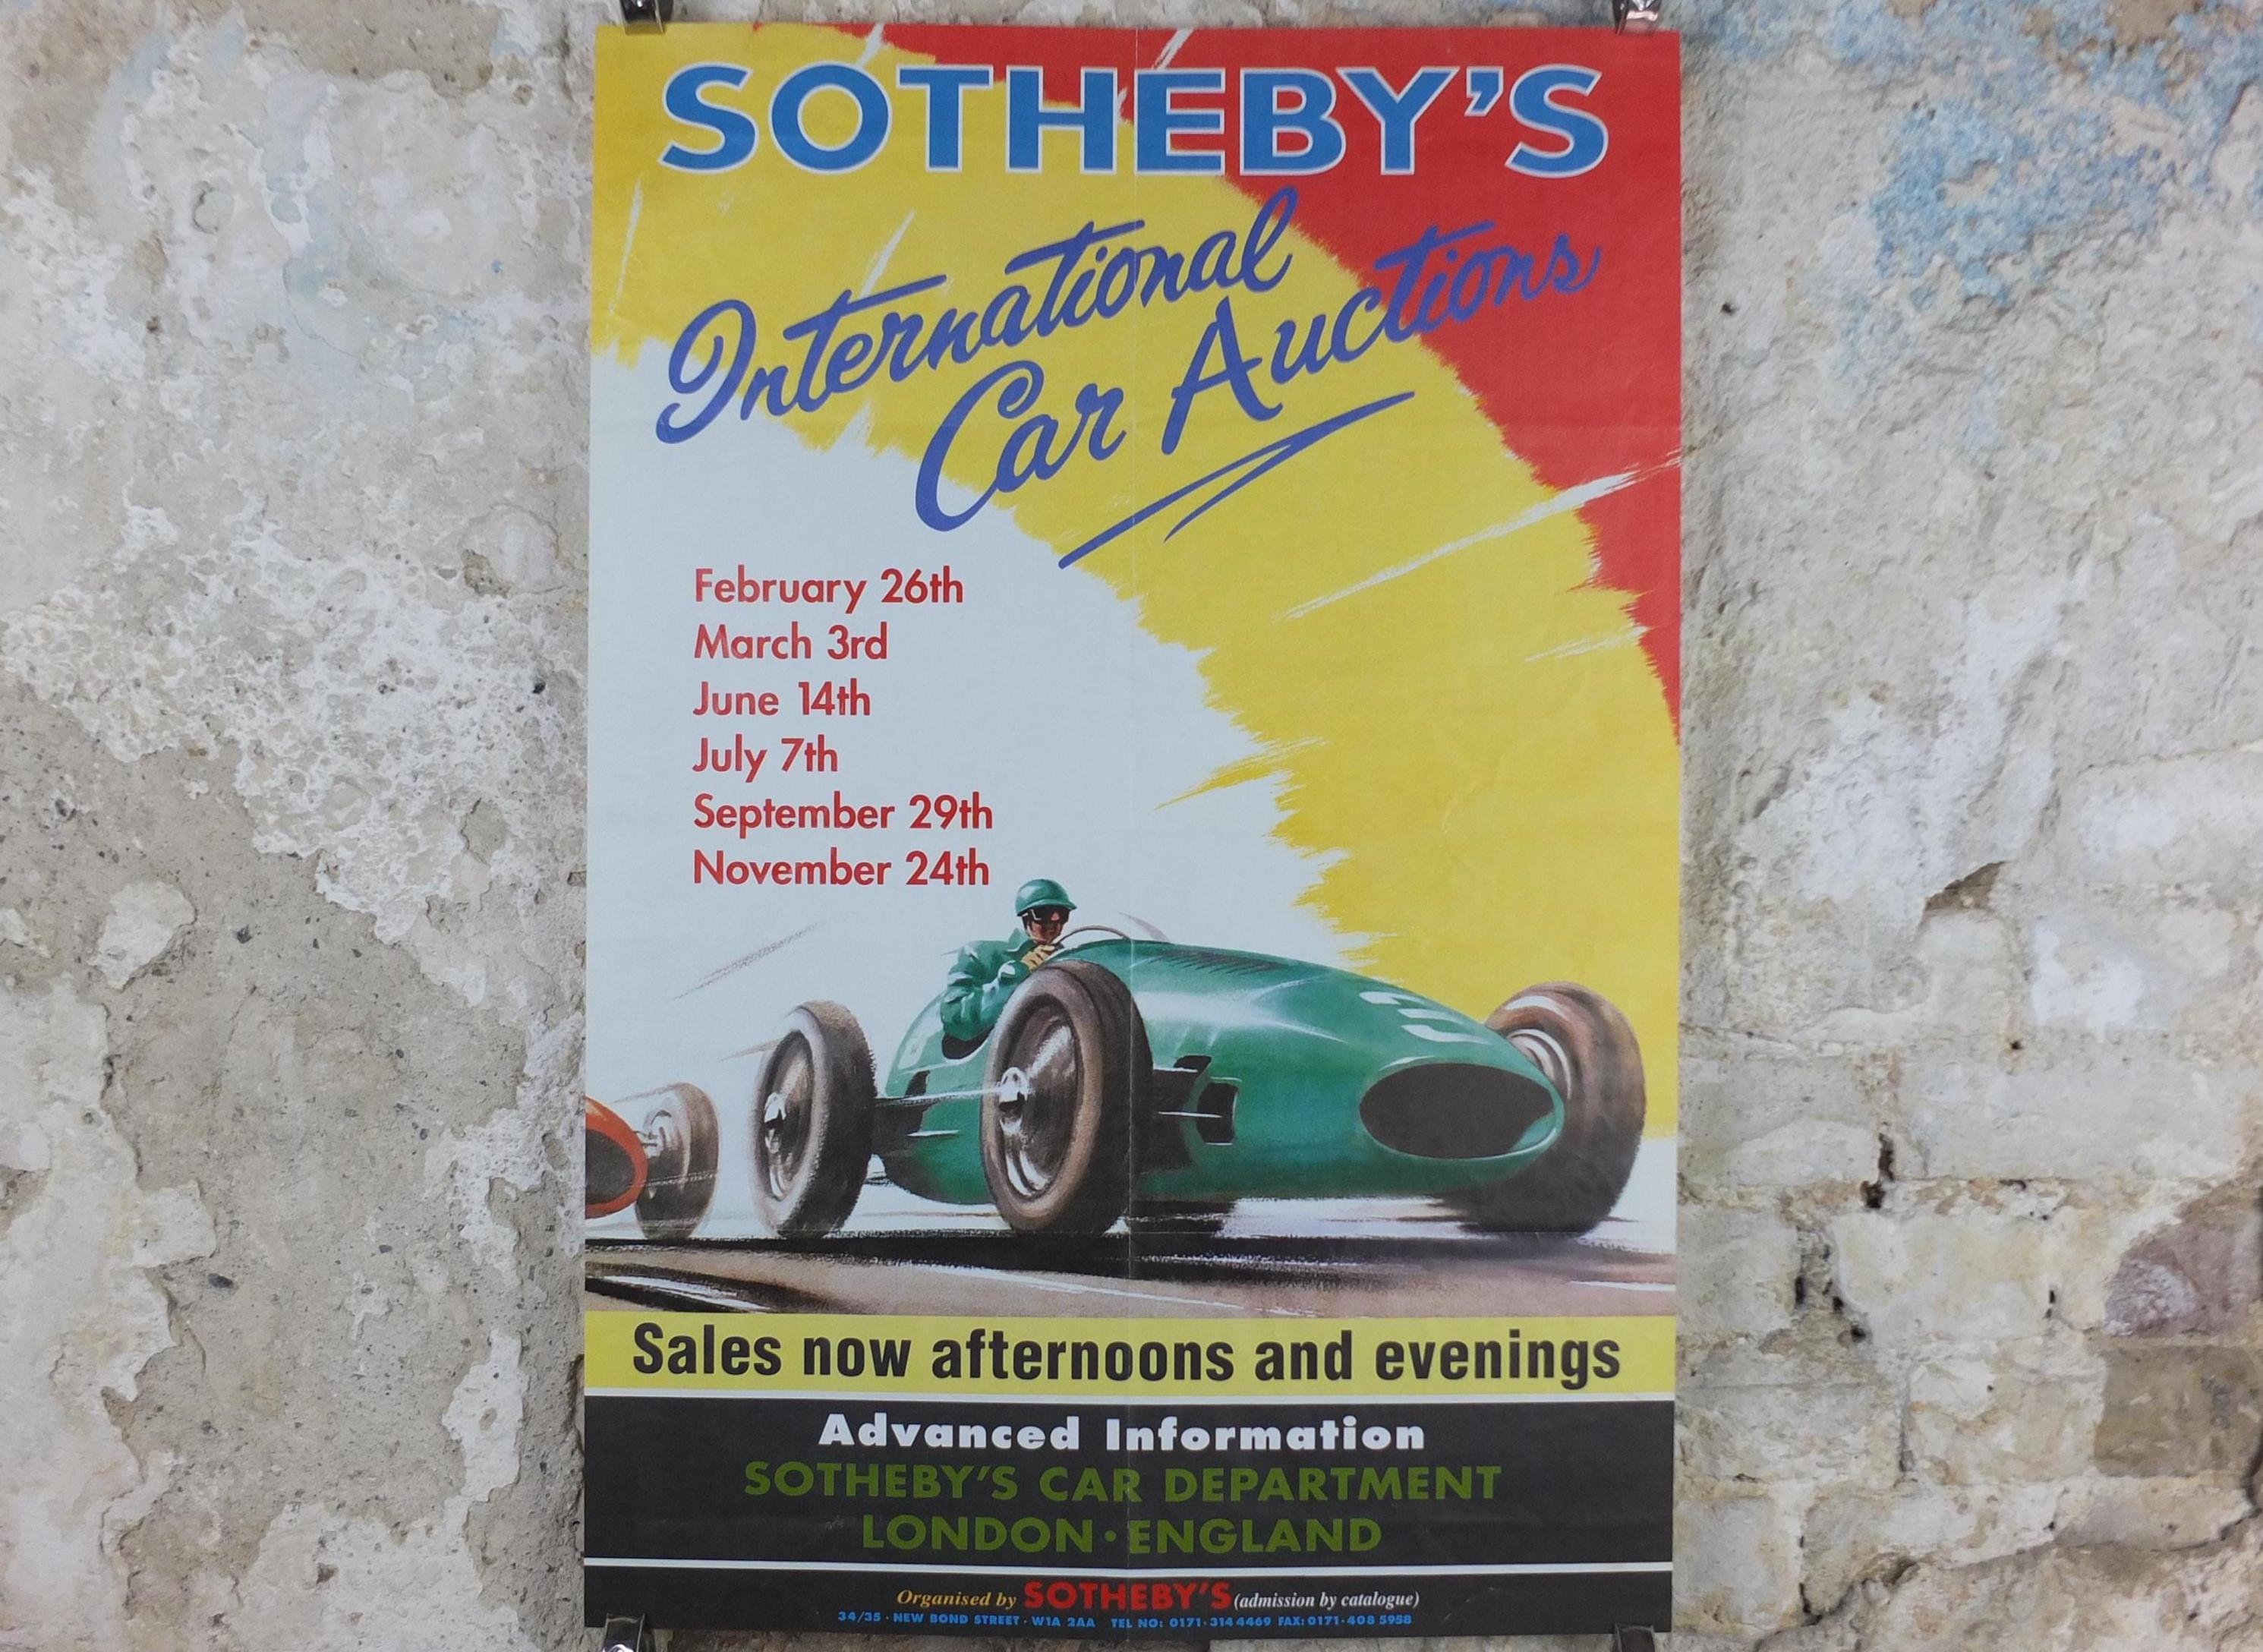 SOTHEBY'S
International
Car Auctions
February 26th
March 3rd
June 14th
July 7th
September 29th
November 24th
Sales now afternoons and evenings
Advanced Information
SOTHEBY'S CAR DEPARTMENT
LONDON·ENGLAND
Organised by SOTHEBY'S (admission by catalogue)
34/35 · NEW BOND STREET · W1A 2AA TEL NO: 0171·314 4469 FAX: 0171·408 5958